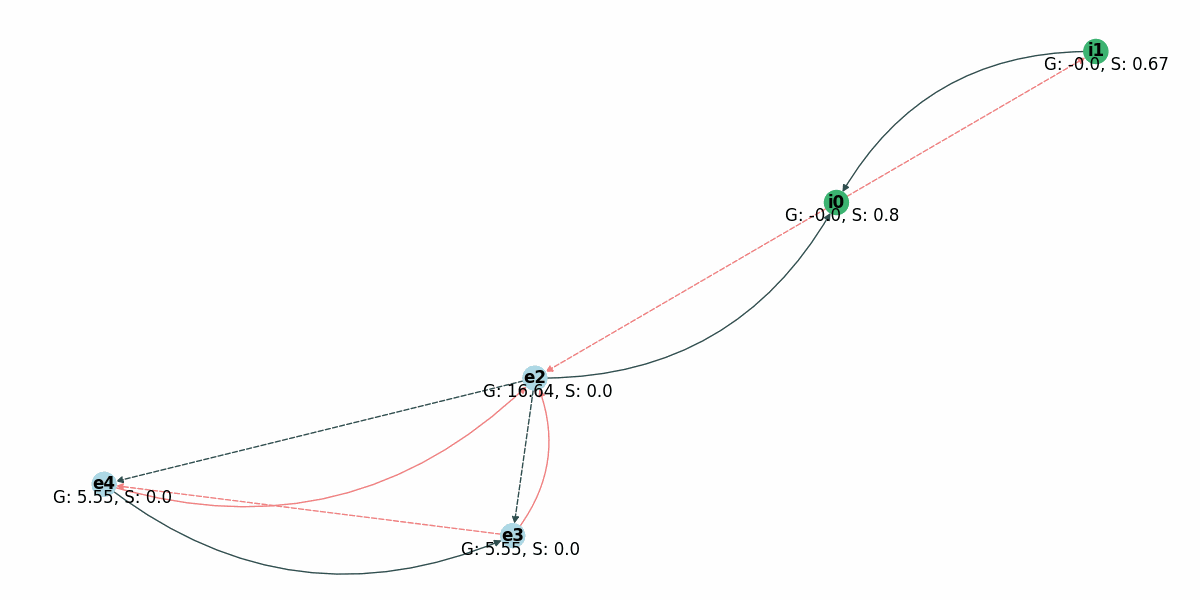 i1
G: -0.0, S: 0.67
i0
G: -0.0, S: 0.8
e2
G: 16.64, S: 0.0
e4
G: 5.55, S: 0.0
e3
G: 5.55, S: 0.0